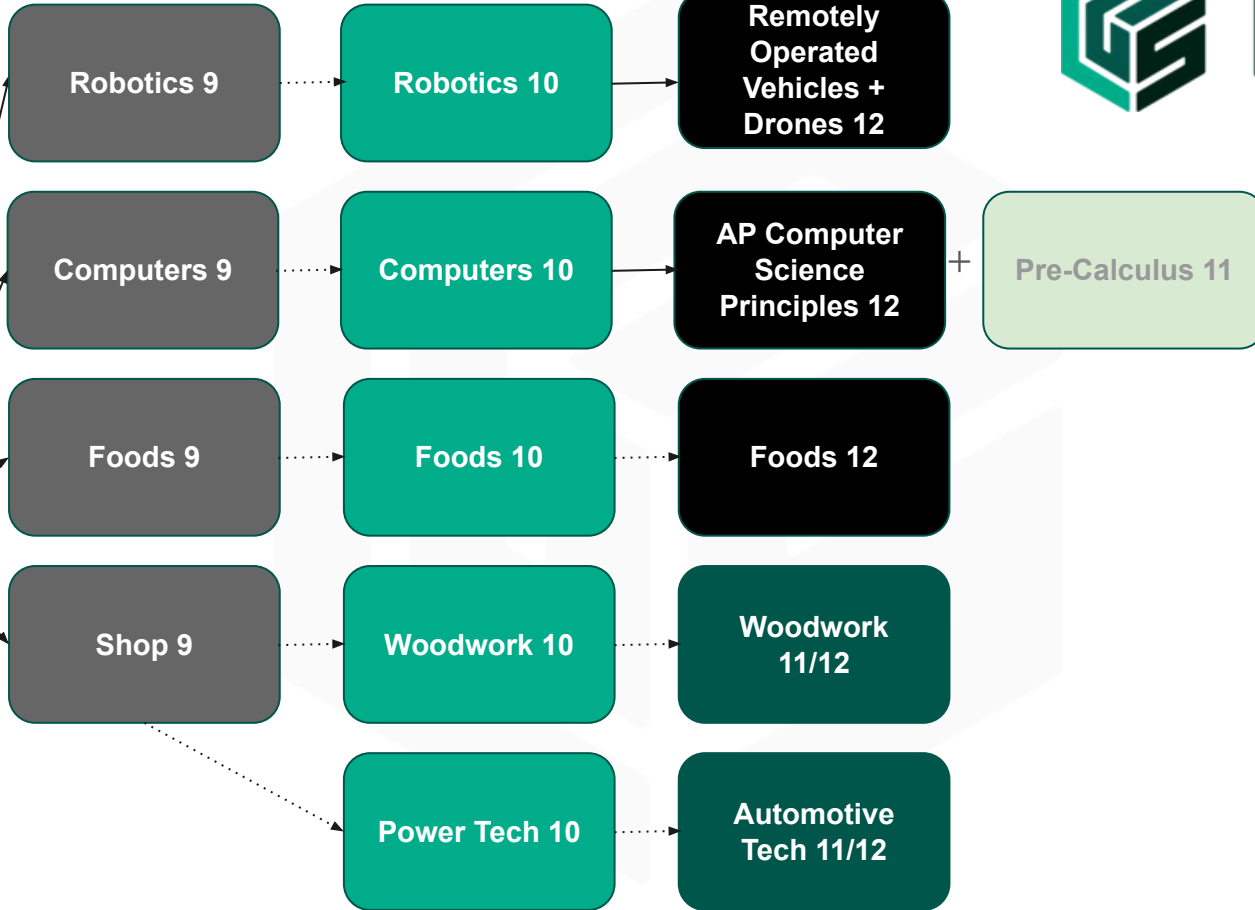 Robotics 9
Robotics 10
Remotely
Operated
Vehicles +
Drones 12
Computers 9
Computers 10
AP Computer
Science
Principles 12
+
Pre-Calculus 11
Foods 9
Foods 10
Foods 12
Shop 9
Woodwork 10
Woodwork
11/12
Power Tech 10
Automotive
Tech 11/12